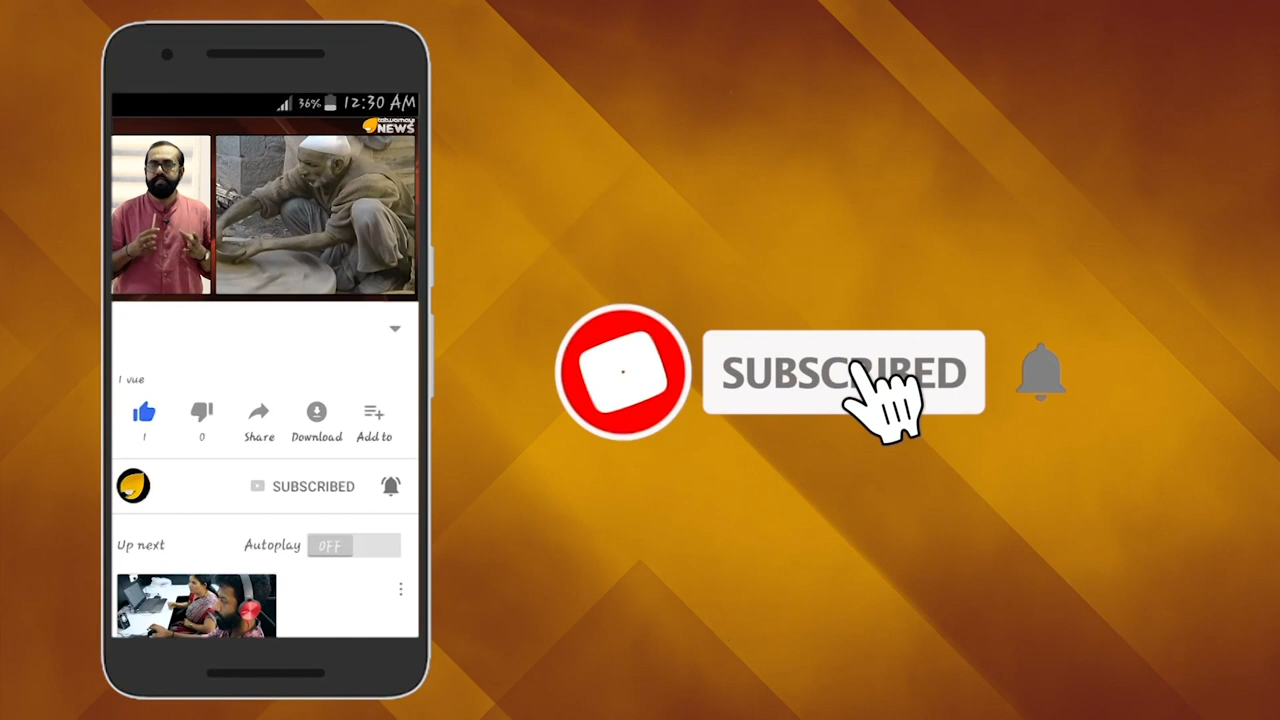 36% 12:30 AM
tatwamayi
NEWS
1 vue
1
0
Share
Download
Add to
SUBSCRIBED
Up next
Autoplay
OFF
SUBSCRIBED